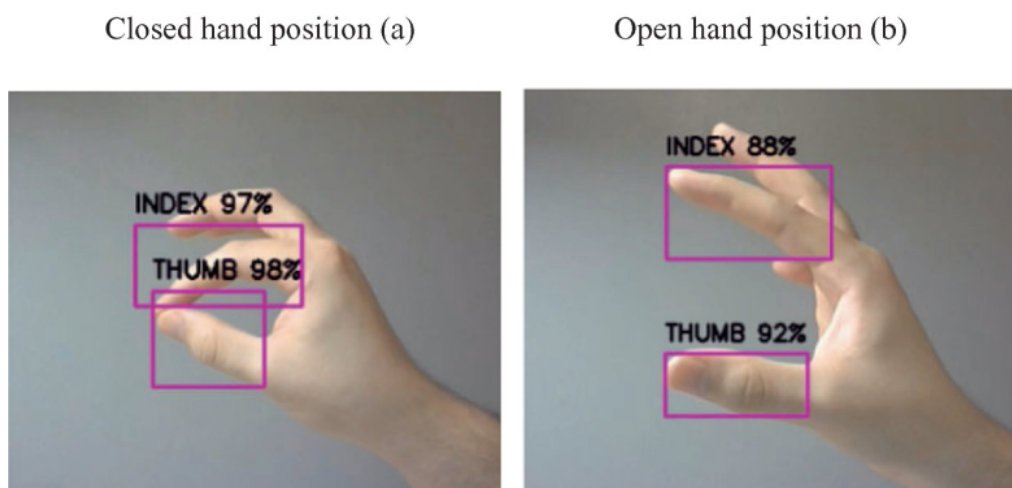 Closed hand position (a)
Open hand position (b)
INDEX 97%
THUMB 98%
INDEX 88%
THUMB 92%